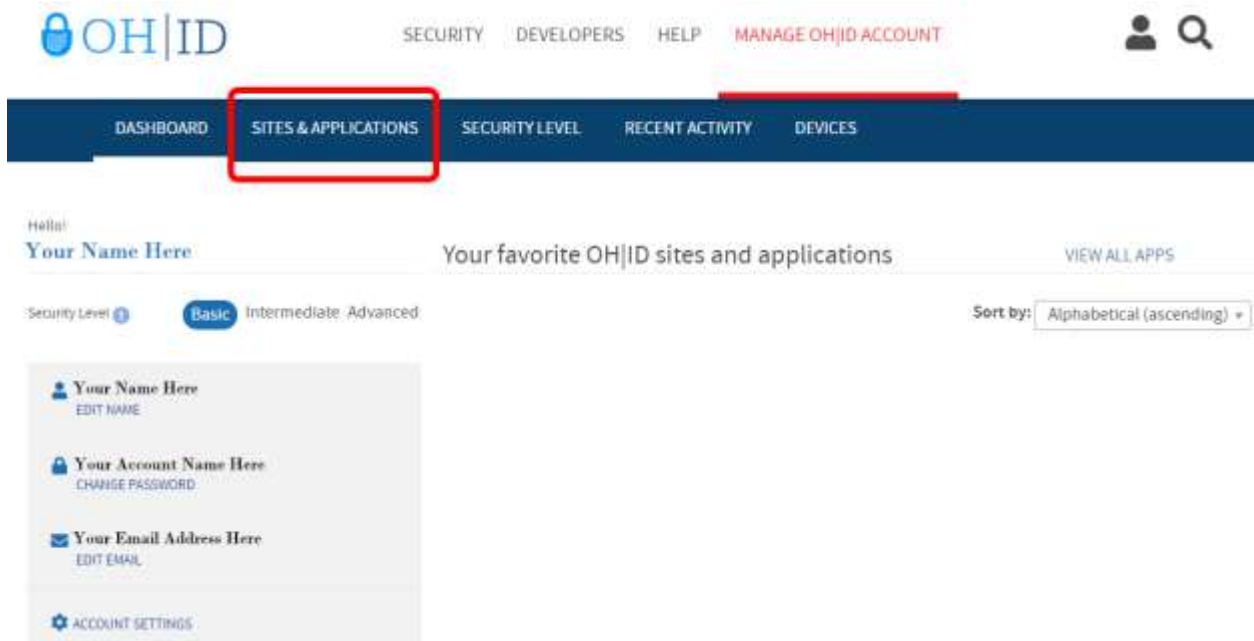 OH|ID
SECURITY DEVELOPERS HELP MANAGE OH|ID ACCOUNT
DASHBOARD SITES & APPLICATIONS SECURITY LEVEL RECENT ACTIVITY DEVICES
Hello!
Your Name Here
Your favorite OH|ID sites and applications
VIEW ALL APPS
Security Level
Basic Intermediate Advanced
Sort by: Alphabetical (ascending)
Your Name Here
EDIT NAME
Your Account Name Here
CHANGE PASSWORD
Your Email Address Here
EDIT EMAIL
ACCOUNT SETTINGS